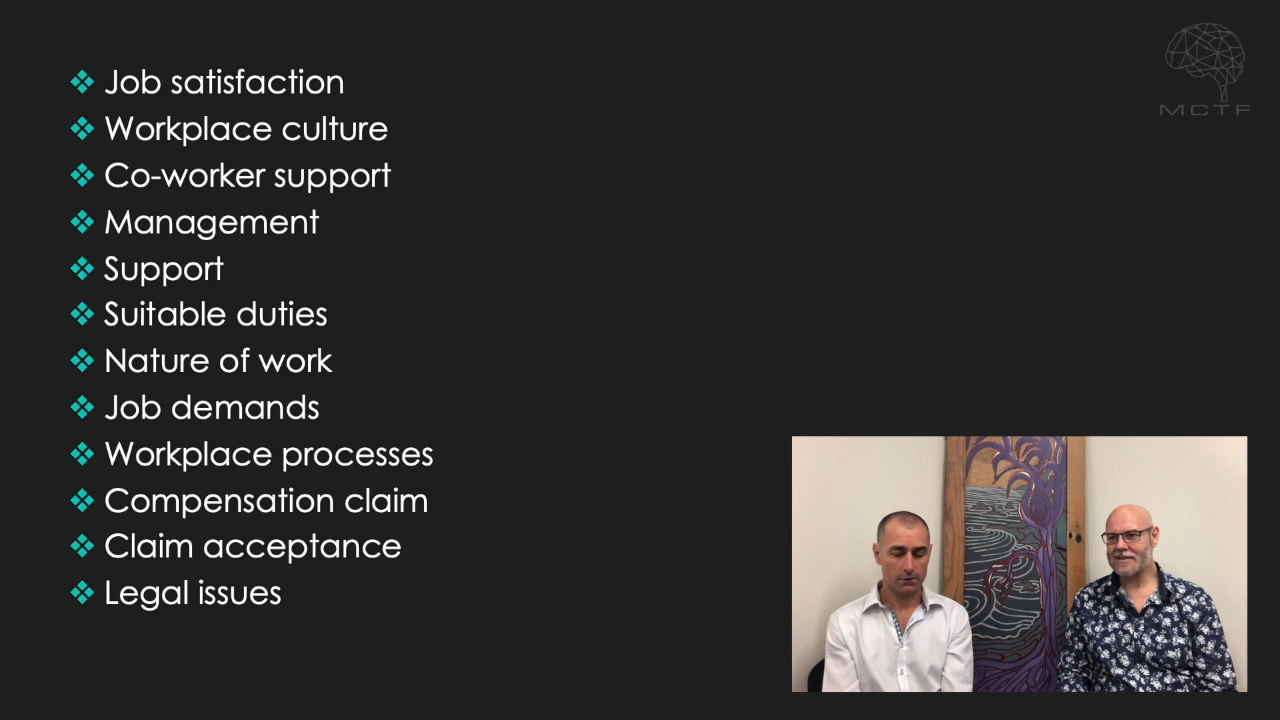 Job satisfaction
Workplace culture
Co-worker support
Management
Support
Suitable duties
Nature of work
Job demands
Workplace processes
Compensation claim
Claim acceptance
Legal issues
MCTF